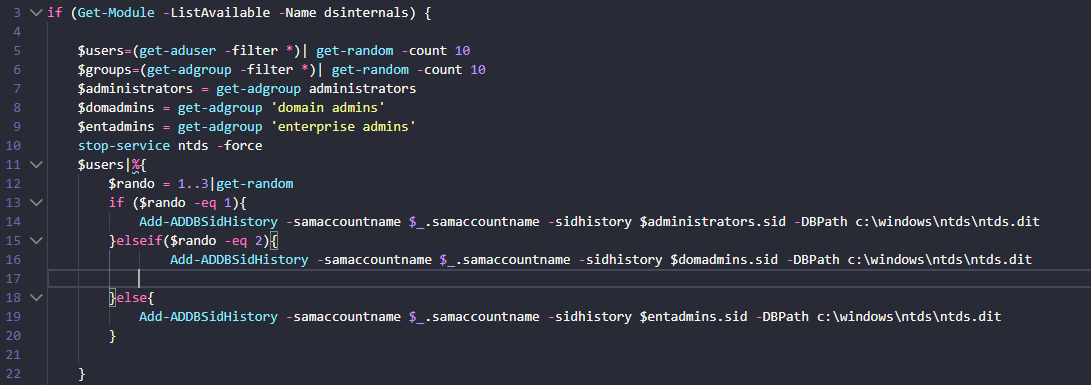 3 if (Get-Module -ListAvailable -Name dsinternals) {
4
5 $users=(get-aduser -filter *)| get-random -count 10
6 $groups=(get-adgroup -filter *)| get-random -count 10
7 $administrators = get-adgroup administrators
8 $domadmins = get-adgroup 'domain admins'
9 $entadmins = get-adgroup 'enterprise admins'
10 stop-service ntds -force
11 $users|%{
12 $rando = 1..3|get-random
13 if ($rando -eq 1){
14 Add-ADDBSidHistory -samaccountname $_.samaccountname -sidhistory $administrators.sid -DBPath c:\windows\ntds\ntds.dit
15 }elseif($rando -eq 2){
16 Add-ADDBSidHistory -samaccountname $_.samaccountname -sidhistory $domadmins.sid -DBPath c:\windows\ntds\ntds.dit
17
18 }else{
19 Add-ADDBSidHistory -samaccountname $_.samaccountname -sidhistory $entadmins.sid -DBPath c:\windows\ntds\ntds.dit
20 }
21
22 }